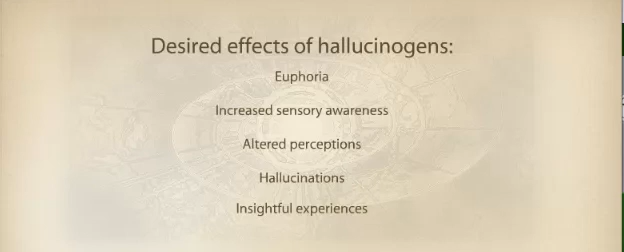 Desired effects of hallucinogens:
Euphoria
Increased sensory awareness
Altered perceptions
Hallucinations
Insightful experiences